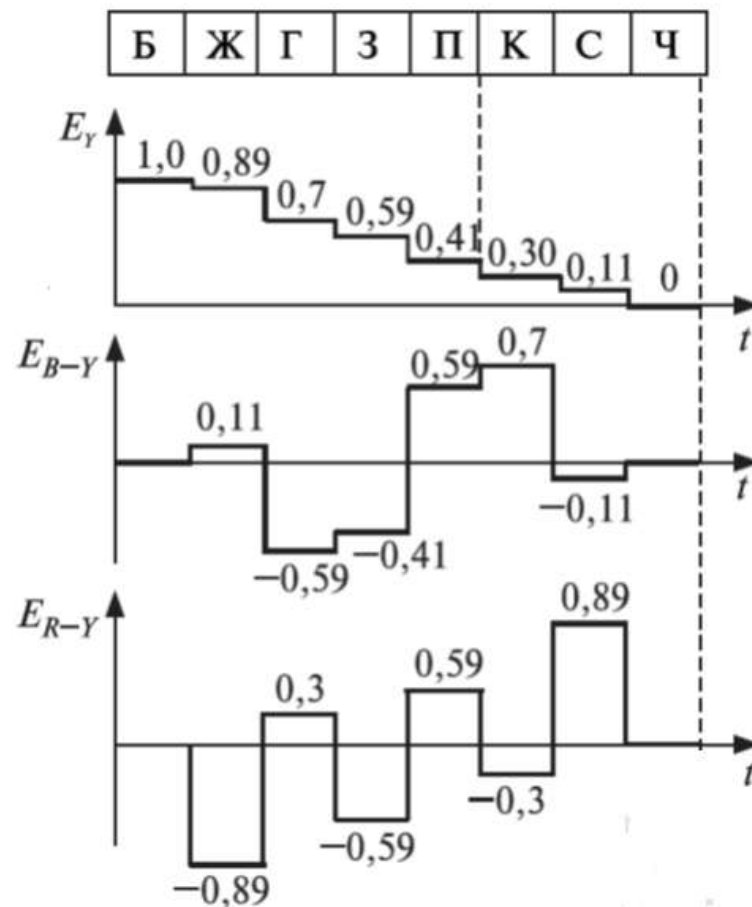 Б Ж Г З П К С Ч
E_Y
1,0 0,89 0,7 0,59 0,41 0,30 0,11 0
t
E_{B–Y}
0,11 –0,59 –0,41 0,59 0,7 –0,11
t
E_{R–Y}
–0,89 0,3 –0,59 0,59 –0,3 0,89
t